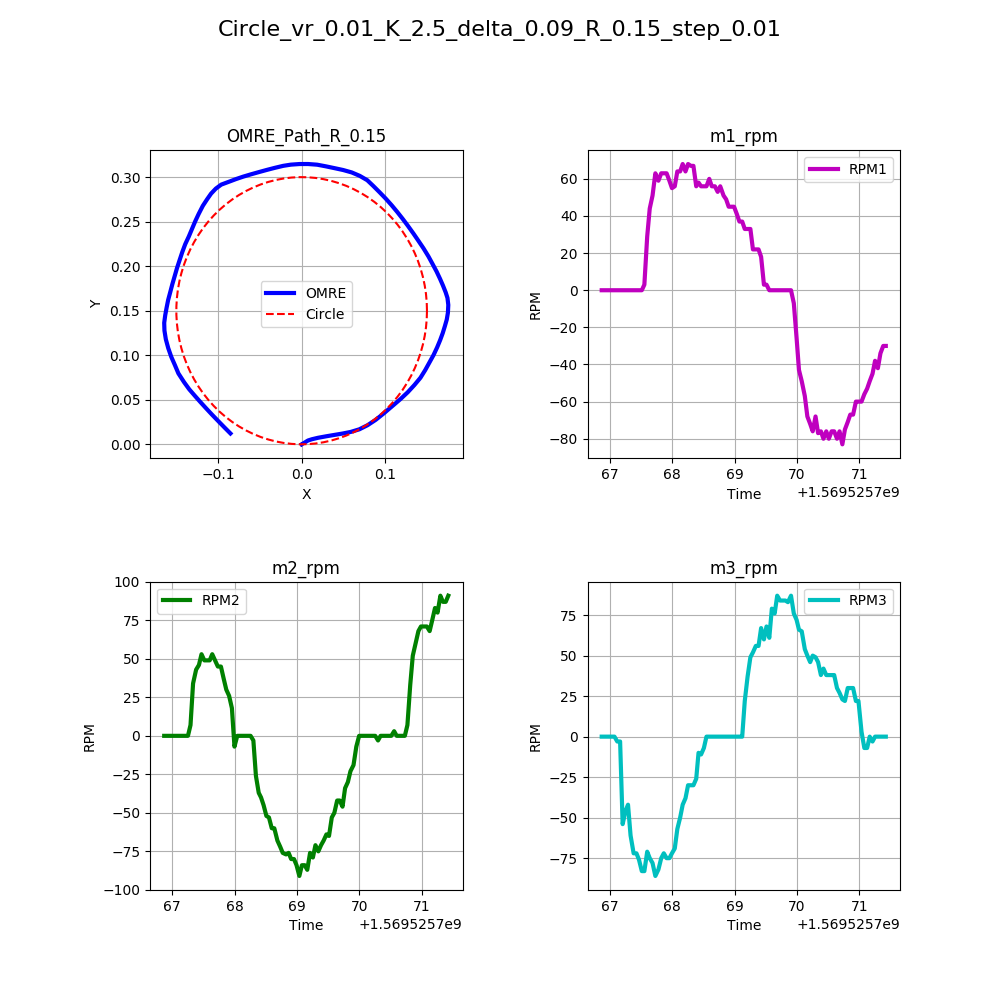 Circle_vr_0.01_K_2.5_delta_0.09_R_0.15_step_0.01
OMRE_Path_R_0.15
0.30
0.25
0.20
0.15
0.10
0.05
0.00
Y
OMRE
Circle
−0.1
0.0
0.1
X
m1_rpm
60
40
20
0
−20
−40
−60
−80
RPM
RPM1
67
68
69
70
71
Time
+1.5695257e9
m2_rpm
100
75
50
25
0
−25
−50
−75
−100
RPM
RPM2
67
68
69
70
71
Time
+1.5695257e9
m3_rpm
75
50
25
0
−25
−50
−75
RPM
RPM3
67
68
69
70
71
Time
+1.5695257e9